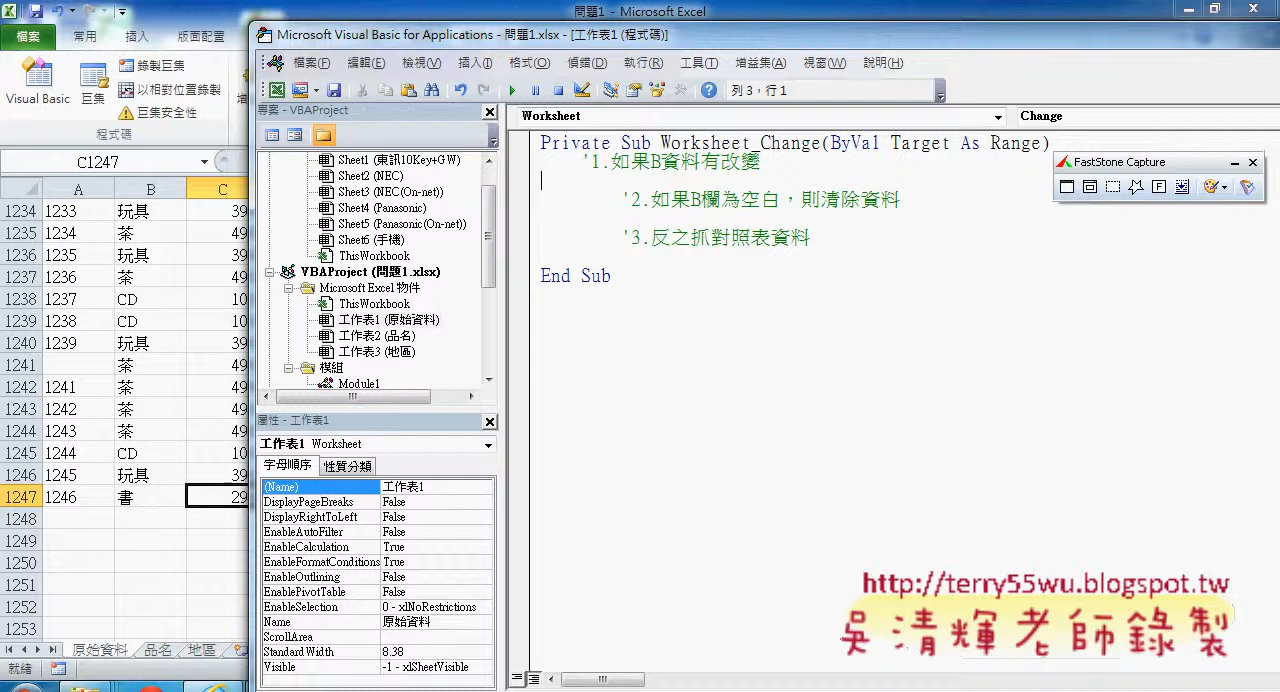 問題1 - Microsoft Excel
檔案 常用 插入 版面配置
Visual Basic 巨集 錄製巨集
以相對位置錄製
巨集安全性
程式碼
C1247
A B C
1234 1233 玩具 39
1235 1234 茶 49
1236 1235 玩具 39
1237 1236 茶 49
1238 1237 CD 10
1239 1238 CD 10
1240 1239 玩具 39
1241 茶 49
1242 1241 茶 49
1243 1242 茶 49
1244 1243 茶 49
1245 1244 CD 10
1246 1245 玩具 39
1247 1246 書 29
1248
1249
1250
1251
1252
1253
原始資料 品名 地區
就緒
Microsoft Visual Basic for Applications - 問題1.xlsx - [工作表1 (程式碼)]
檔案(F) 編輯(E) 檢視(V) 插入(I) 格式(O) 偵錯(D) 執行(R) 工具(T) 增益集(A) 視窗(W) 說明(H)
列 3，行 1
專案 - VBAProject
Sheet1 (東訊10Key+GW)
Sheet2 (NEC)
Sheet3 (NEC(On-net))
Sheet4 (Panasonic)
Sheet5 (Panasonic(On-net))
Sheet6 (手機)
ThisWorkbook
VBAProject (問題1.xlsx)
Microsoft Excel 物件
ThisWorkbook
工作表1 (原始資料)
工作表2 (品名)
工作表3 (地區)
模組
Module1
屬性 - 工作表1
工作表1 Worksheet
字母順序 性質分類
(Name) 工作表1
DisplayPageBreaks False
DisplayRightToLeft False
EnableAutoFilter False
EnableCalculation True
EnableFormatConditions True
EnableOutlining False
EnablePivotTable False
EnableSelection 0 - xlNoRestrictions
Name 原始資料
ScrollArea
StandardWidth 8.38
Visible -1 - xlSheetVisible
Worksheet Change
Private Sub Worksheet_Change(ByVal Target As Range)
'1.如果B資料有改變
'2.如果B欄為空白，則清除資料
'3.反之抓對照表資料
End Sub
FastStone Capture
http://terry55wu.blogspot.tw
吳清輝老師錄製